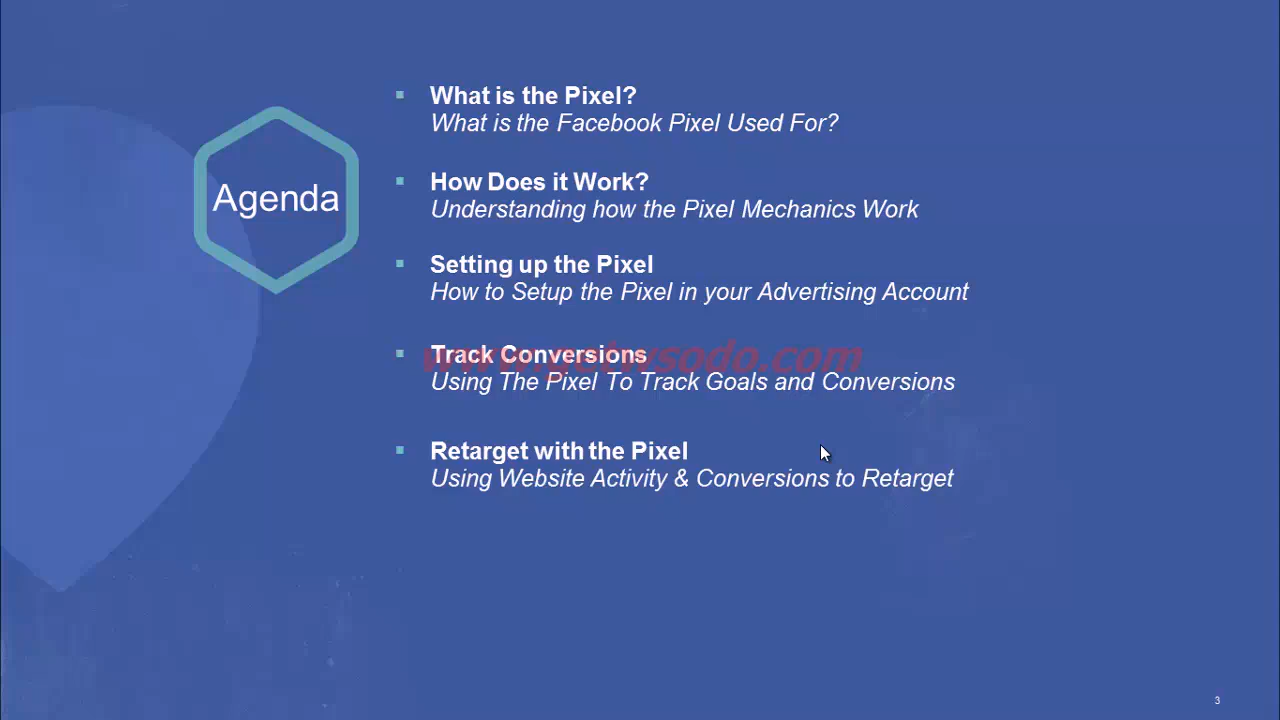 Agenda
What is the Pixel?
What is the Facebook Pixel Used For?
How Does it Work?
Understanding how the Pixel Mechanics Work
Setting up the Pixel
How to Setup the Pixel in your Advertising Account
Track Conversions
www.getwsodo.com
Using The Pixel To Track Goals and Conversions
Retarget with the Pixel
Using Website Activity & Conversions to Retarget
3